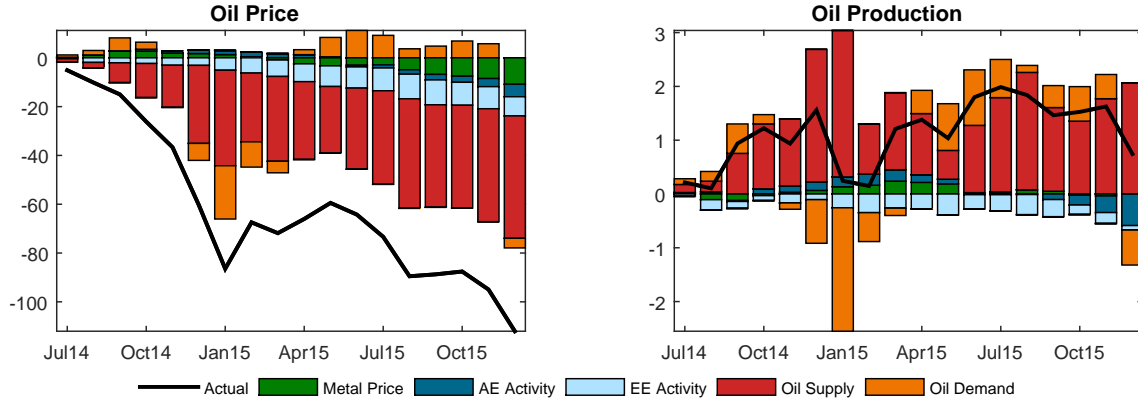 Oil Price
Oil Production
0
-20
-40
-60
-80
-100
Jul14 Oct14 Jan15 Apr15 Jul15 Oct15
3
2
1
0
-1
-2
Jul14 Oct14 Jan15 Apr15 Jul15 Oct15
Actual Metal Price AE Activity EE Activity Oil Supply Oil Demand